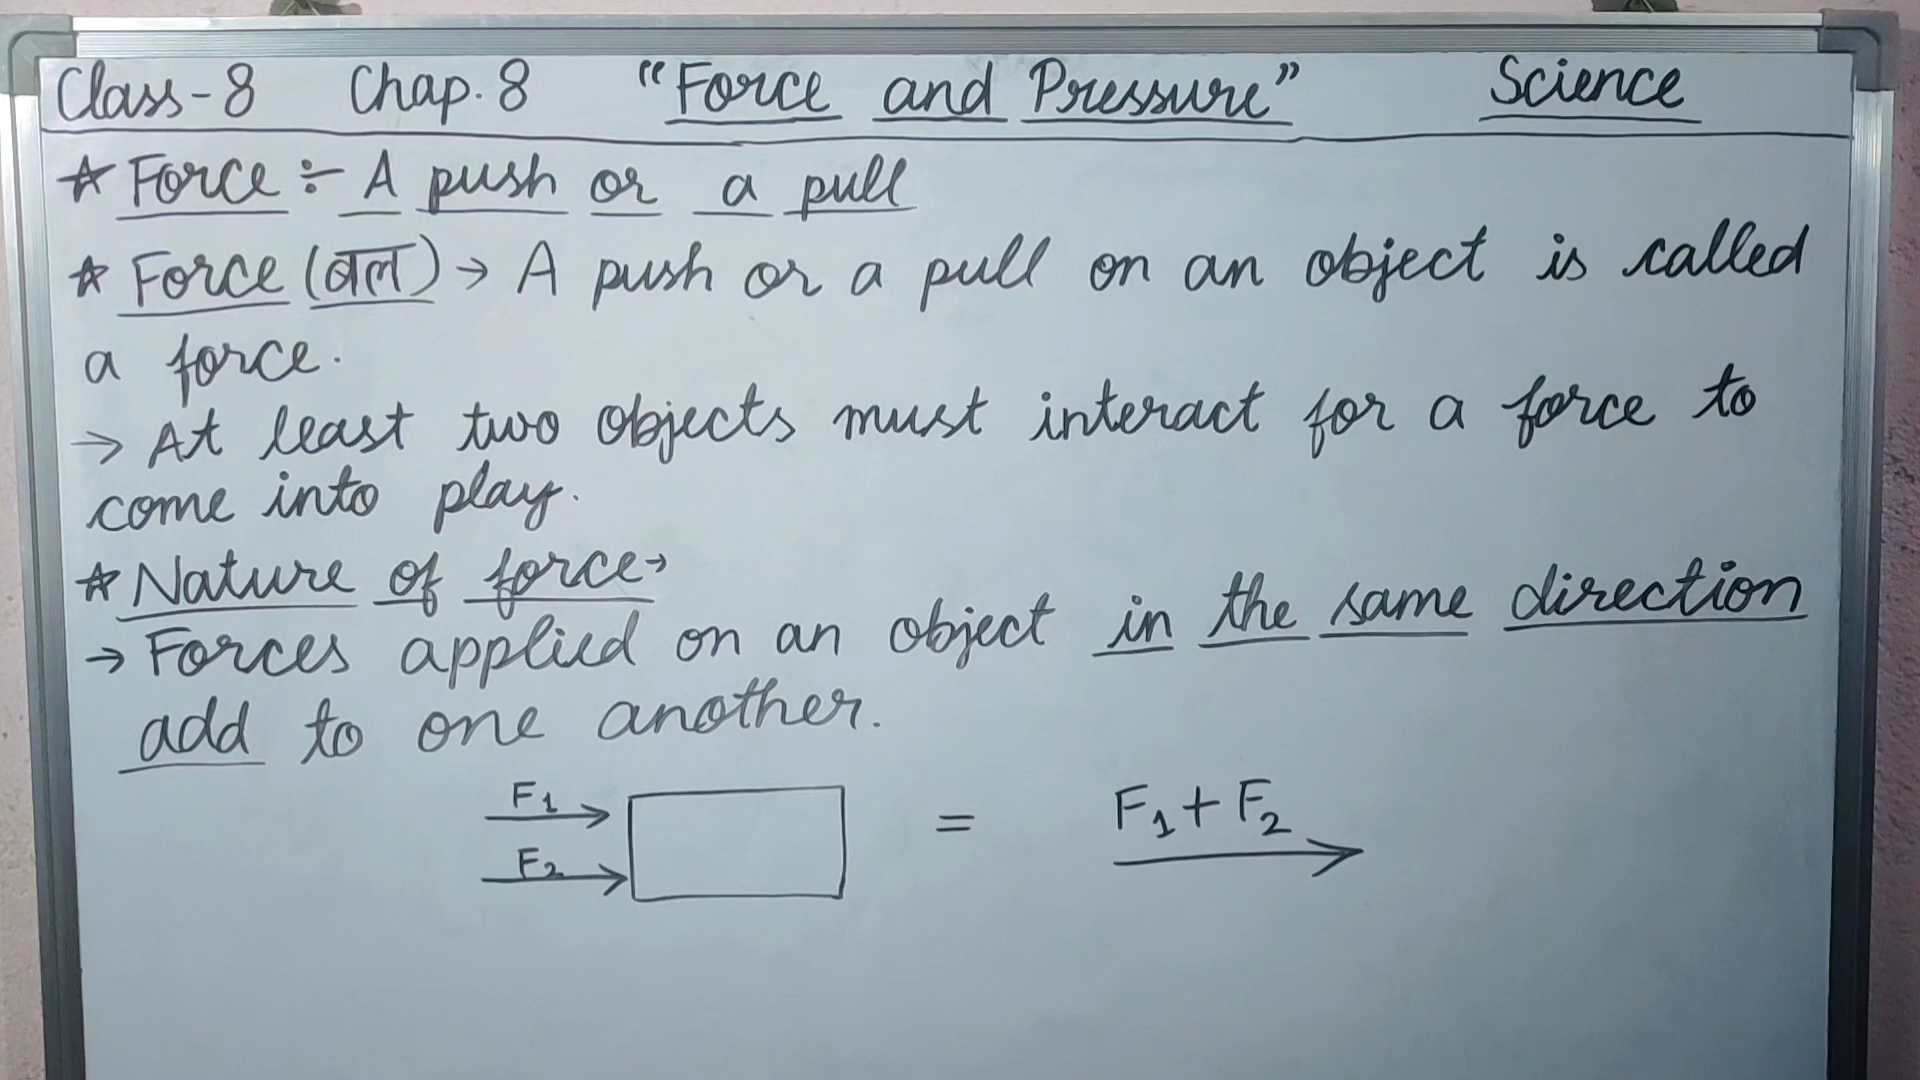 Class-8 Chap. 8 "Force and Pressure" Science
☆ Force ÷ A push or a pull
☆ Force (बल) → A push or a pull on an object is called
a force.
→ At least two objects must interact for a force to
come into play.
☆ Nature of force→
→ Forces applied on an object in the same direction
add to one another.
F₁ = F₁ + F₂
F₂